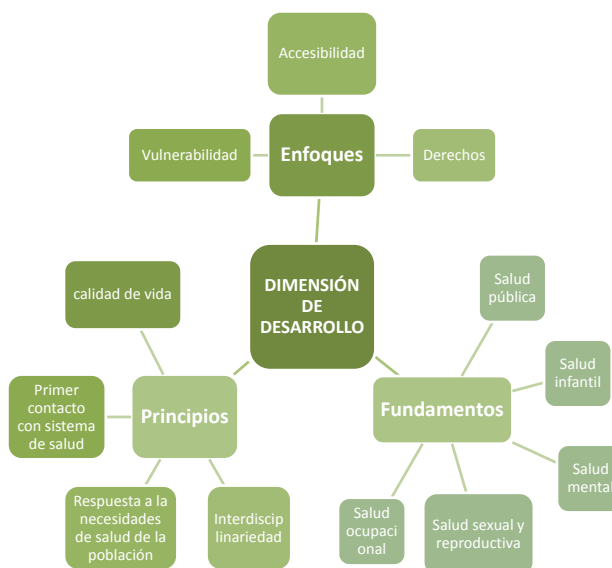 Accesibilidad
Vulnerabilidad
Enfoques
Derechos
DIMENSIÓN
DE
DESARROLLO
calidad de vida
Primer
contacto
con sistema
de salud
Principios
Respuesta a la
necesidades
de salud de la
población
Interdiscip
linariedad
Fundamentos
Salud
pública
Salud
infantil
Salud
mental
Salud sexual y
reproductiva
Salud
ocupaci
onal